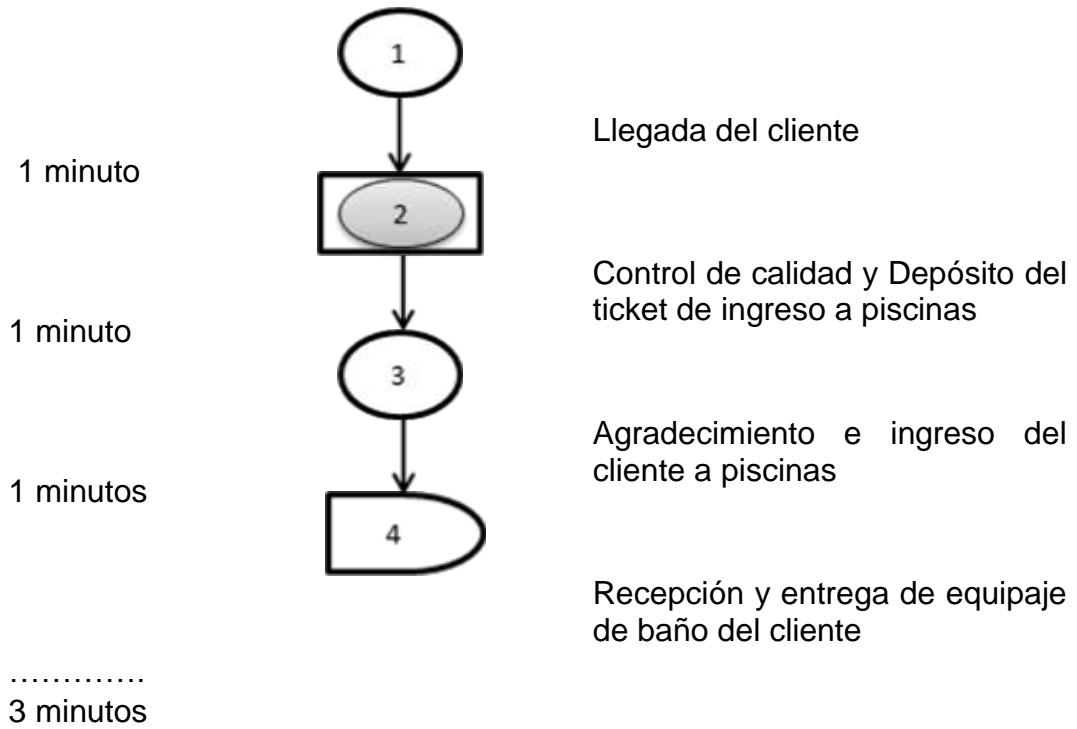 1
Llegada del cliente
1 minuto
2
Control de calidad y Depósito del
ticket de ingreso a piscinas
1 minuto
3
Agradecimiento e ingreso del
cliente a piscinas
1 minutos
4
Recepción y entrega de equipaje
de baño del cliente
………….
3 minutos